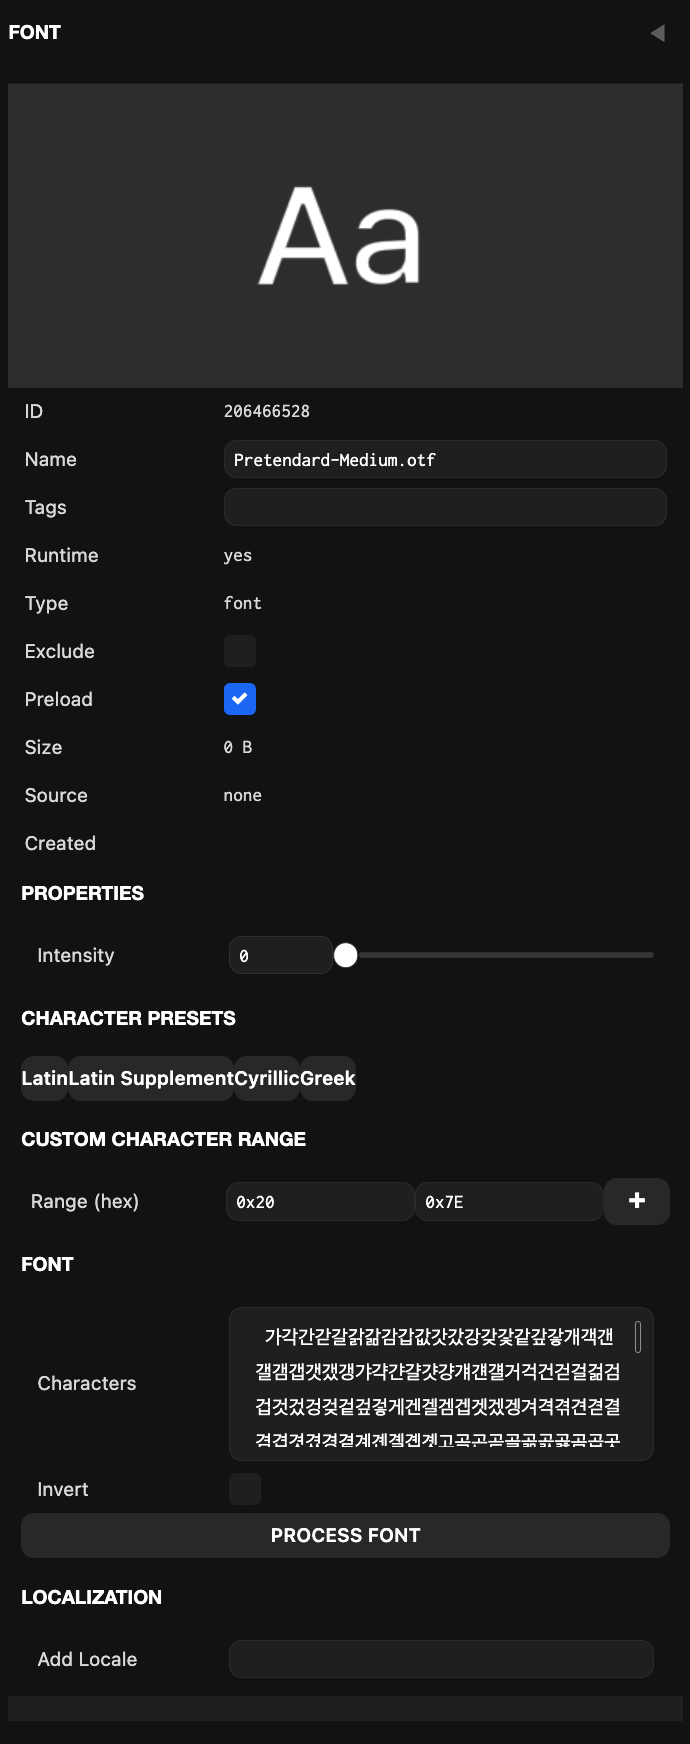 FONT
Aa
ID 206466528
Name Pretendard-Medium.otf
Tags
Runtime yes
Type font
Exclude
Preload
Size 0 B
Source none
Created
PROPERTIES
Intensity 0
CHARACTER PRESETS
Latin Latin Supplement Cyrillic Greek
CUSTOM CHARACTER RANGE
Range (hex) 0x20 0x7E +
FONT
가각간갇갈갉갊감갑값갓갔강갖갗같갚갛개객갠
Characters
갤갬갭갯갰갱갸갹갼걀걋걍걔걘걜거걱건걷걸걺검
겁것겄겅겆겉겊겋게겐겔겜겝겟겠겡겨격겪견겯결
Invert
PROCESS FONT
LOCALIZATION
Add Locale